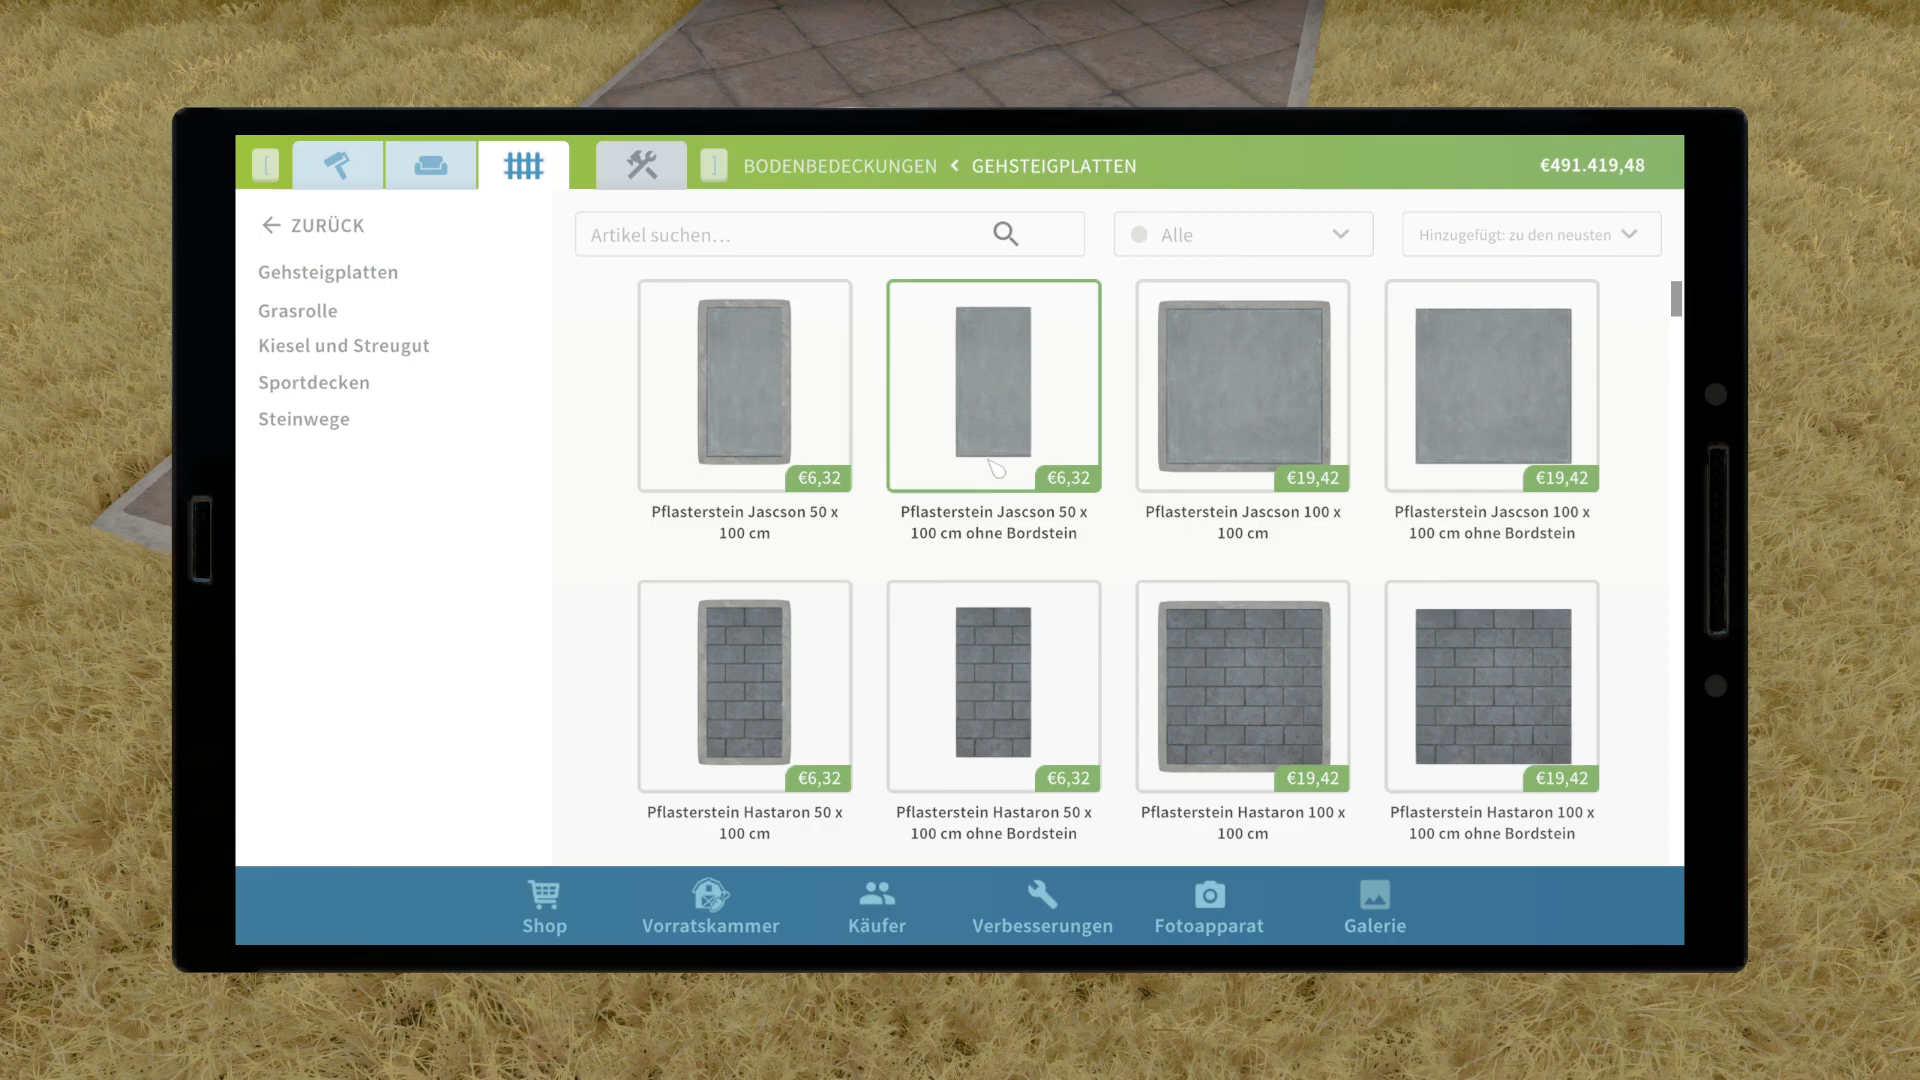 [
]
BODENBEDECKUNGEN < GEHSTEIGPLATTEN
€491.419,48
← ZURÜCK
Gehsteigplatten
Grasrolle
Kiesel und Streugut
Sportdecken
Steinwege
Artikel suchen...
Alle
Hinzugefügt: zu den neusten
€6,32
Pflasterstein Jascson 50 x
100 cm
€6,32
Pflasterstein Jascson 50 x
100 cm ohne Bordstein
€19,42
Pflasterstein Jascson 100 x
100 cm
€19,42
Pflasterstein Jascson 100 x
100 cm ohne Bordstein
€6,32
Pflasterstein Hastaron 50 x
100 cm
€6,32
Pflasterstein Hastaron 50 x
100 cm ohne Bordstein
€19,42
Pflasterstein Hastaron 100 x
100 cm
€19,42
Pflasterstein Hastaron 100 x
100 cm ohne Bordstein
Shop
Vorratskammer
Käufer
Verbesserungen
Fotoapparat
Galerie